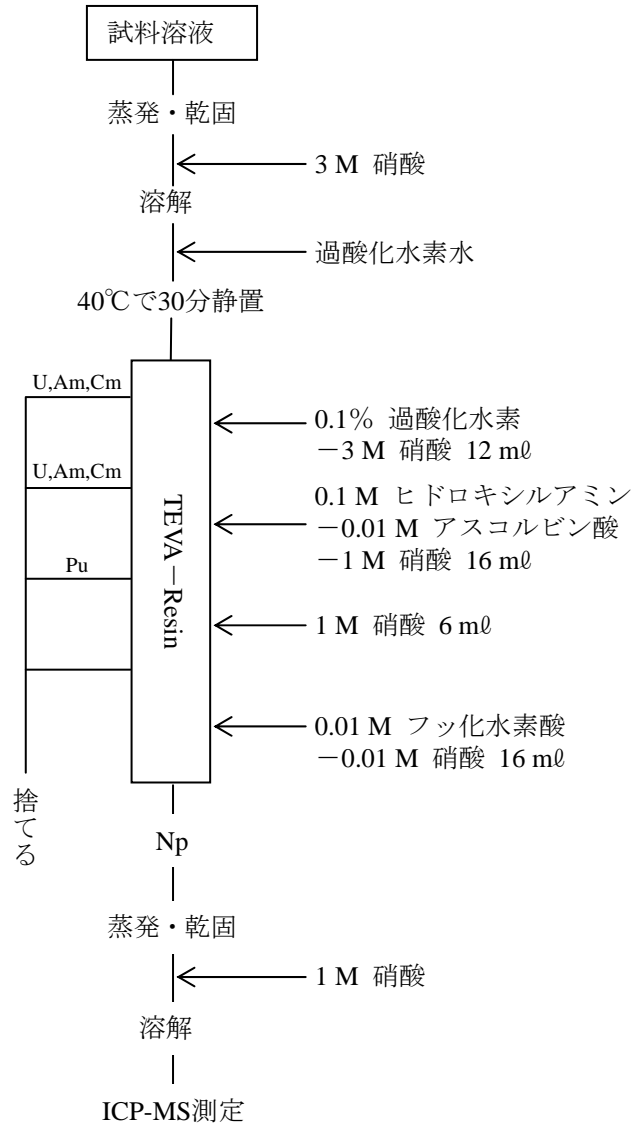 試料溶液
蒸発・乾固
3 M 硝酸
溶解
過酸化水素水
40℃で30分静置
U,Am,Cm
0.1% 過酸化水素
－3 M 硝酸 12 mℓ
U,Am,Cm
0.1 M ヒドロキシルアミン
－0.01 M アスコルビン酸
－1 M 硝酸 16 mℓ
TEVA－Resin
Pu
1 M 硝酸 6 mℓ
0.01 M フッ化水素酸
－0.01 M 硝酸 16 mℓ
捨てる
Np
蒸発・乾固
1 M 硝酸
溶解
ICP-MS測定